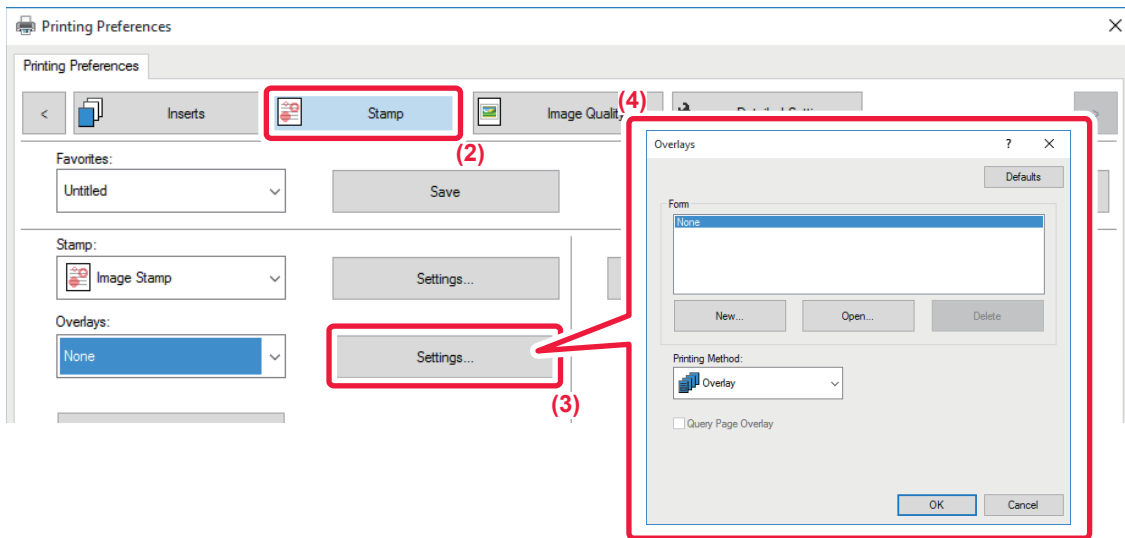 Printing Preferences
Printing Preferences
<
Inserts
Stamp
Image Quality
(4)
(2)
Favorites:
Untitled
Save
Stamp:
Image Stamp
Settings...
Overlays:
None
Settings...
(3)
Overlays
?
Defaults
Form
None
New...
Open...
Delete
Printing Method:
Overlay
Query Page Overlay
OK
Cancel